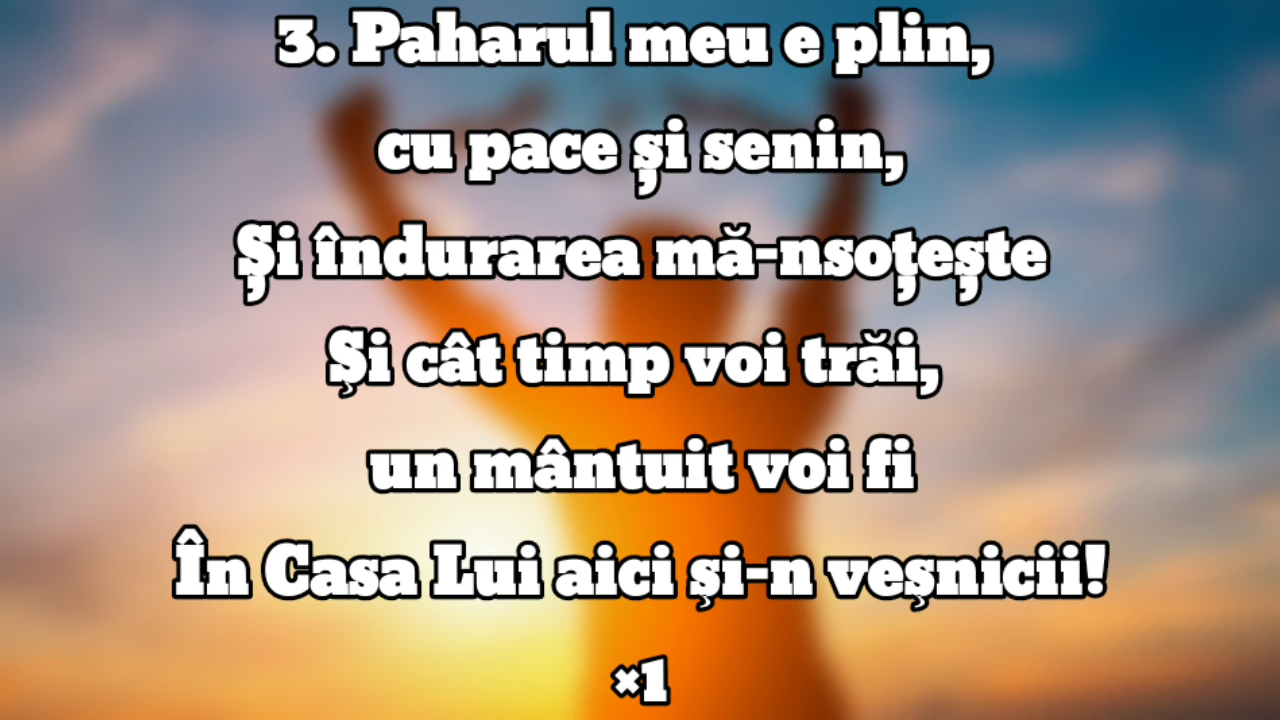 3. Paharul meu e plin,
cu pace și senin,
Și îndurarea mă-nsoțește
Şi cât timp voi trăi,
un mântuit voi fi
În Casa Lui aici şi-n veşnicii!
×1